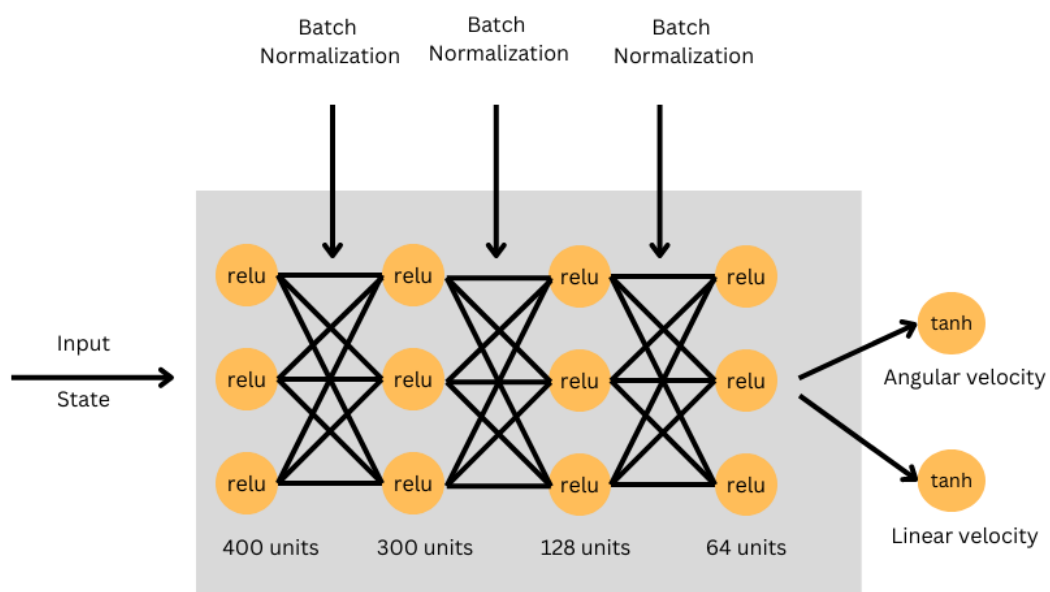 Batch
Normalization
Batch
Normalization
Batch
Normalization
Input
State
relu
relu
relu
relu
relu
relu
relu
relu
relu
relu
relu
relu
400 units
300 units
128 units
64 units
tanh
Angular velocity
tanh
Linear velocity